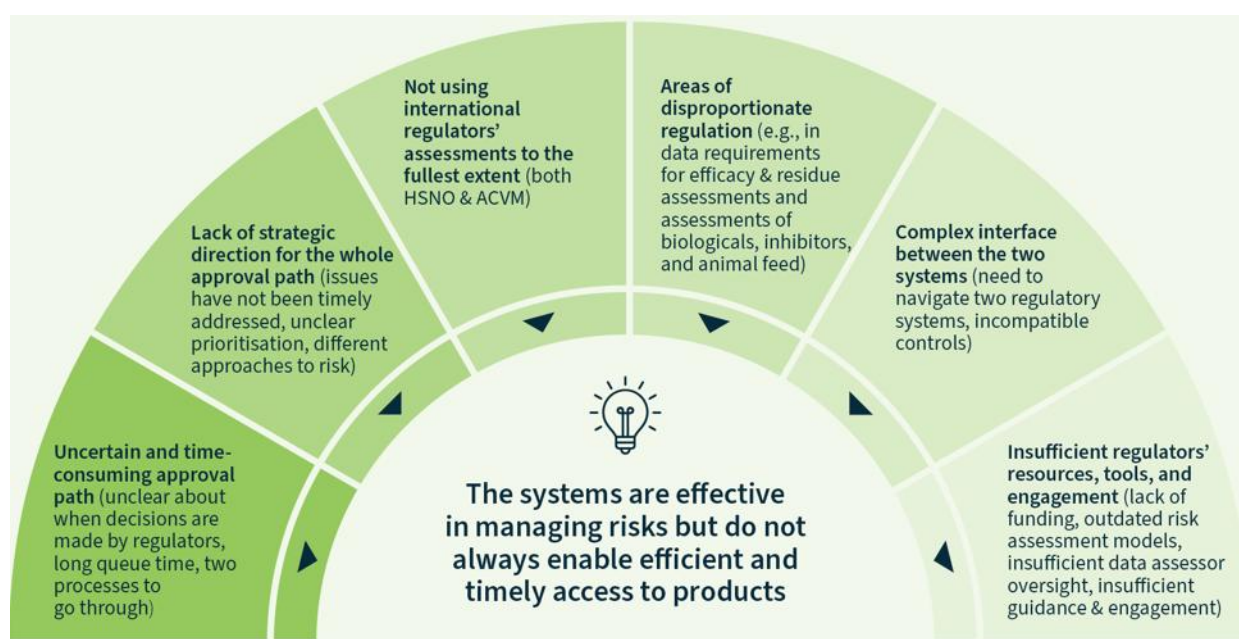 Uncertain and time-
consuming approval
path (unclear about
when decisions are
made by regulators,
long queue time, two
processes to
go through)
Lack of strategic
direction for the whole
approval path (issues
have not been timely
addressed, unclear
prioritisation, different
approaches to risk)
Not using
international
regulators’
assessments to the
fullest extent (both
HSNO & ACVM)
Areas of
disproportionate
regulation (e.g., in
data requirements
for efficacy & residue
assessments and
assessments of
biologicals, inhibitors,
and animal feed)
Complex interface
between the two
systems (need to
navigate two regulatory
systems, incompatible
controls)
Insufficient regulators’
resources, tools, and
engagement (lack of
funding, outdated risk
assessment models,
insufficient data assessor
oversight, insufficient
guidance & engagement)
The systems are effective
in managing risks but do not
always enable efficient and
timely access to products